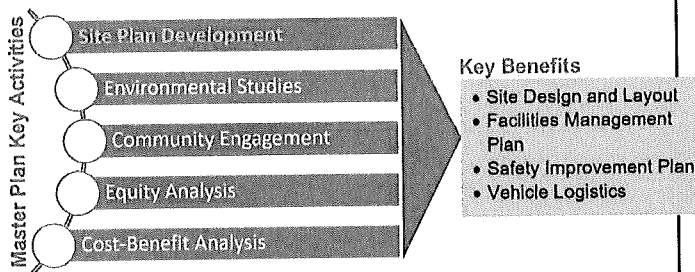 Master Plan Key Activities
Site Plan Development
Environmental Studies
Community Engagement
Equity Analysis
Cost-Benefit Analysis
Key Benefits
• Site Design and Layout
• Facilities Management
Plan
• Safety Improvement Plan
• Vehicle Logistics